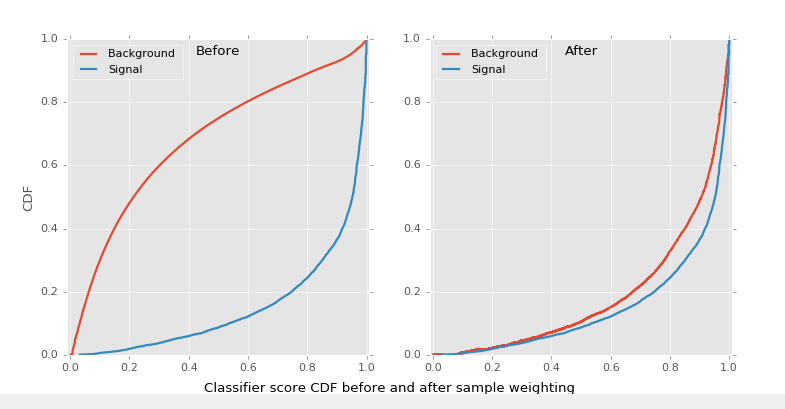 Before
Background
Signal
1.0
0.8
0.6
0.4
0.2
0.0
CDF
0.0 0.2 0.4 0.6 0.8 1.0
After
Background
Signal
1.0
0.8
0.6
0.4
0.2
0.0
0.0 0.2 0.4 0.6 0.8 1.0
Classifier score CDF before and after sample weighting